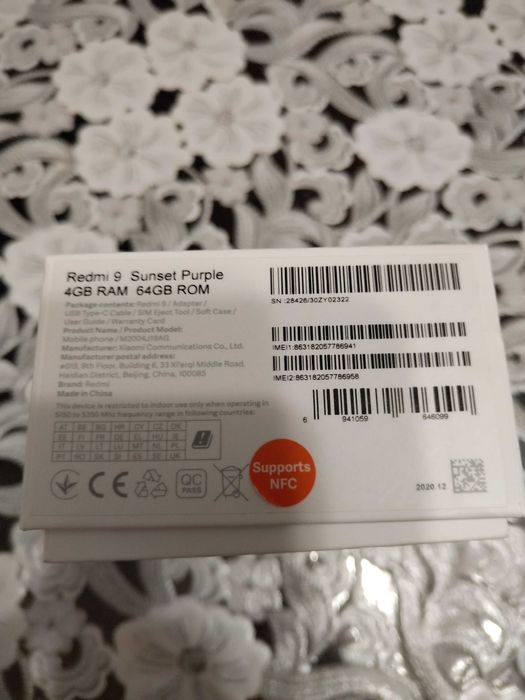 Redmi 9 Sunset Purple
4GB RAM 64GB ROM
Package contents: Redmi 9 / Adapter /
USB Type-C Cable / SIM Eject Tool / Soft Case /
User Guide / Warranty Card
Product Name / Product Model:
Mobile phone / M2004J19AG
Manufacturer: Xiaomi Communications Co., Ltd.
Manufacturer postal address:
#019, 9th Floor, Building 6, 33 Xi'erqi Middle Road,
Haidian District, Beijing, China, 100085
Brand: Redmi
Made in China
This device is restricted to indoor use only when operating in
5150 to 5350 Mhz frequency range in following countries:
AT BE BG HR CY CZ DK
EE FI FR DE EL HU IE
IT LV LT LU MT NL PL
PT RO SK SI ES SE UK
CE
QC
PASS
Supports
NFC
SN :28426/30ZY02322
IMEI1:863182057786941
IMEI2:863182057786958
6 941059 646099
2020.12